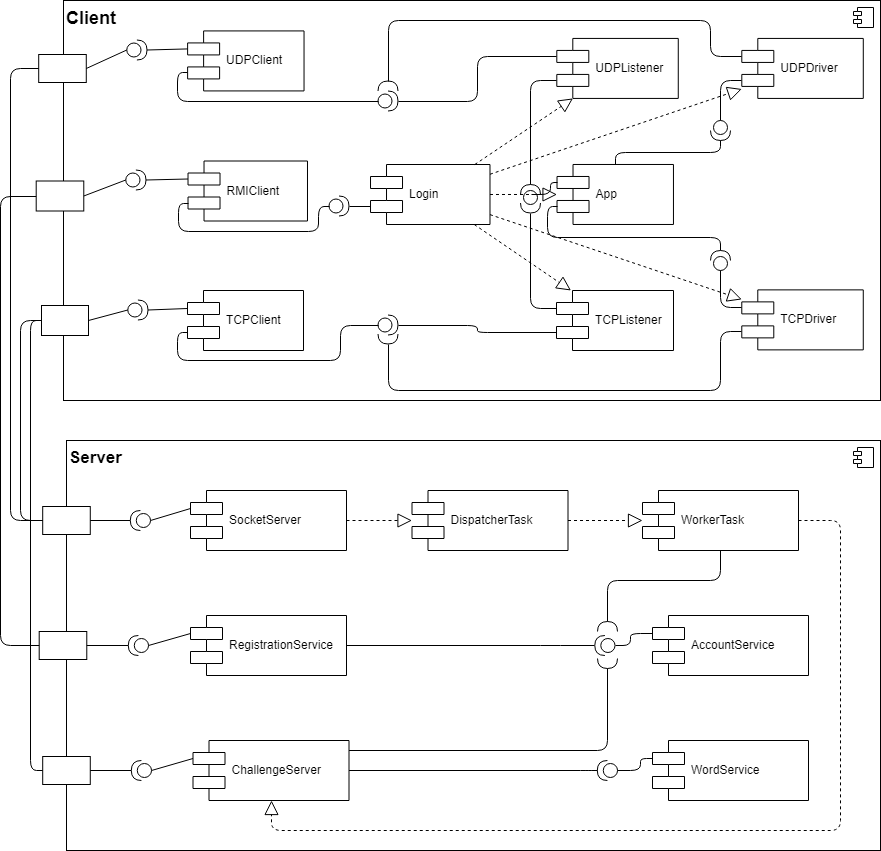 Client
UDPClient
UDPListener
UDPDriver
RMIClient
Login
App
TCPClient
TCPListener
TCPDriver
Server
SocketServer
DispatcherTask
WorkerTask
RegistrationService
AccountService
ChallengeServer
WordService